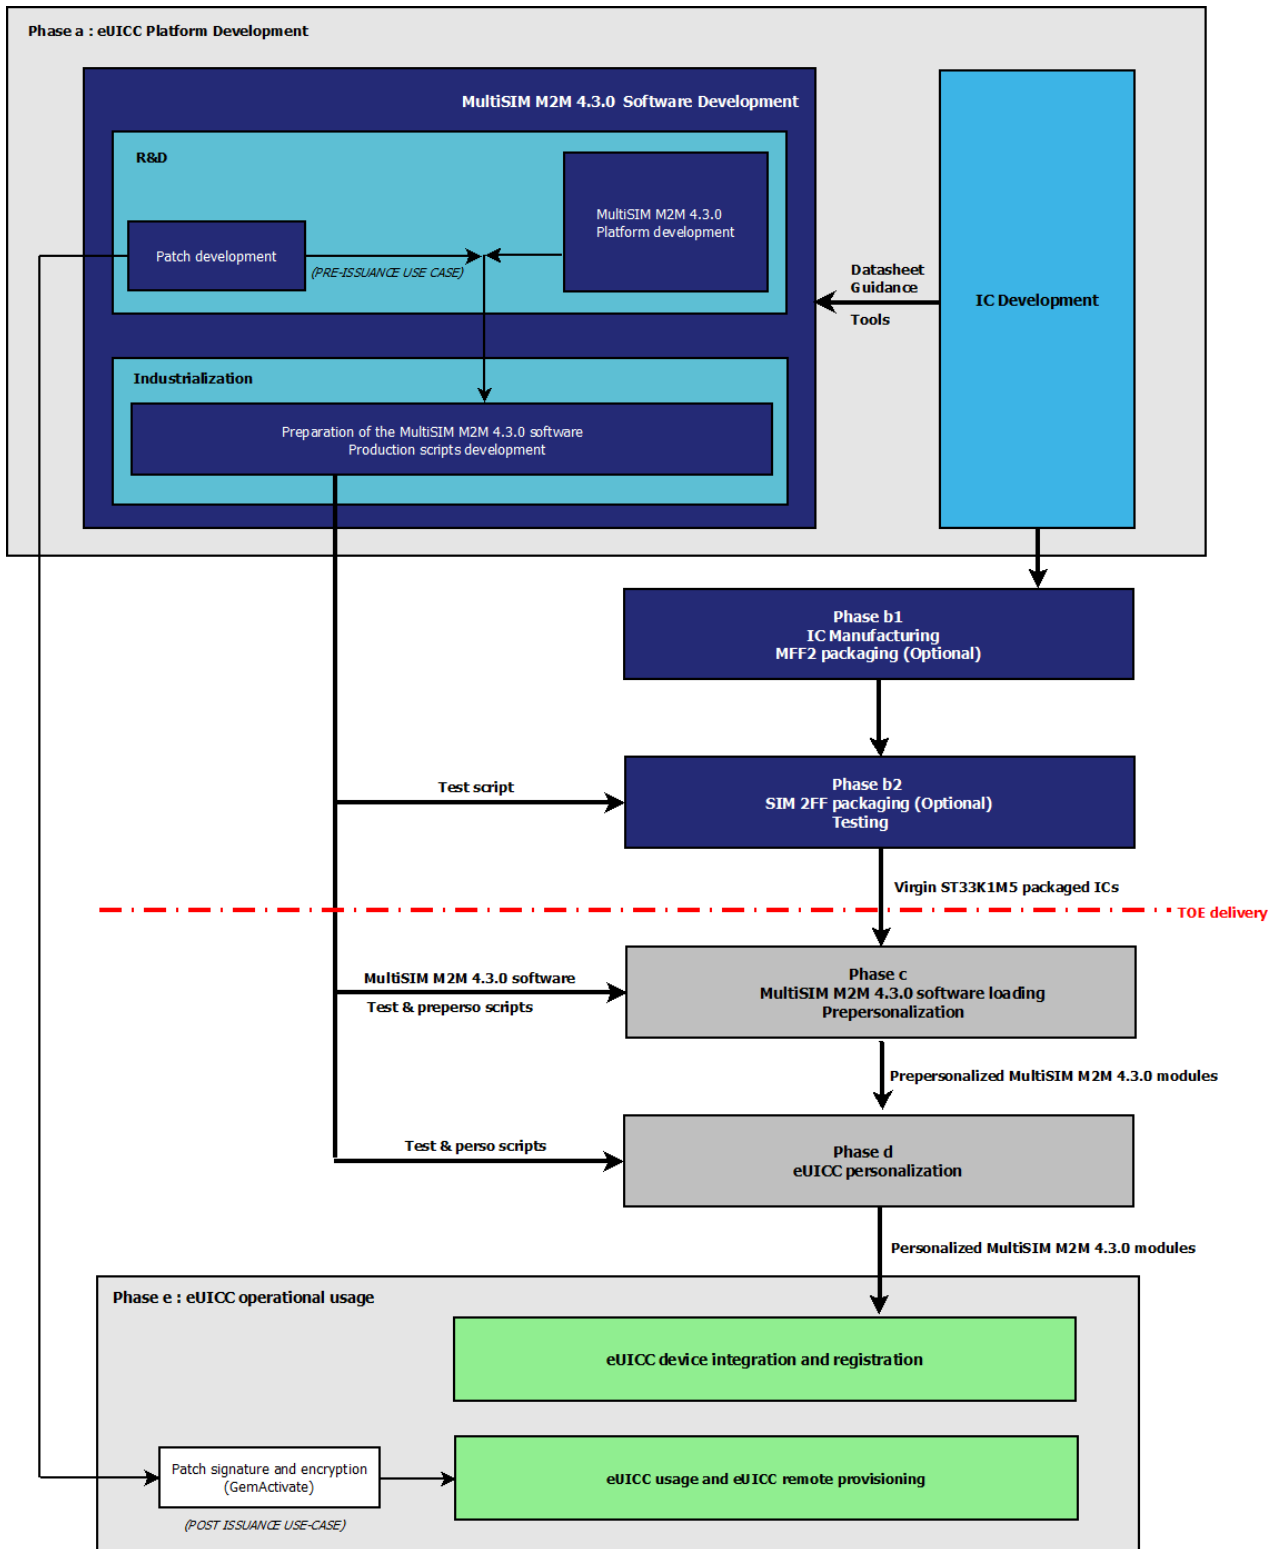 Phase a : eUICC Platform Development
MultiSIM M2M 4.3.0 Software Development
R&D
MultiSIM M2M 4.3.0
Platform development
Patch development
(PRE-ISSUANCE USE CASE)
Datasheet
Guidance
Tools
IC Development
Industrialization
Preparation of the MultiSIM M2M 4.3.0 software
Production scripts development
Phase b1
IC Manufacturing
MFF2 packaging (Optional)
Test script
Phase b2
SIM 2FF packaging (Optional)
Testing
Virgin ST33K1M5 packaged ICs
TOE delivery
MultiSIM M2M 4.3.0 software
Test & preperso scripts
Phase c
MultiSIM M2M 4.3.0 software loading
Prepersonalization
Prepersonalized MultiSIM M2M 4.3.0 modules
Test & perso scripts
Phase d
eUICC personalization
Personalized MultiSIM M2M 4.3.0 modules
Phase e : eUICC operational usage
eUICC device integration and registration
Patch signature and encryption
(GemActivate)
(POST ISSUANCE USE-CASE)
eUICC usage and eUICC remote provisioning